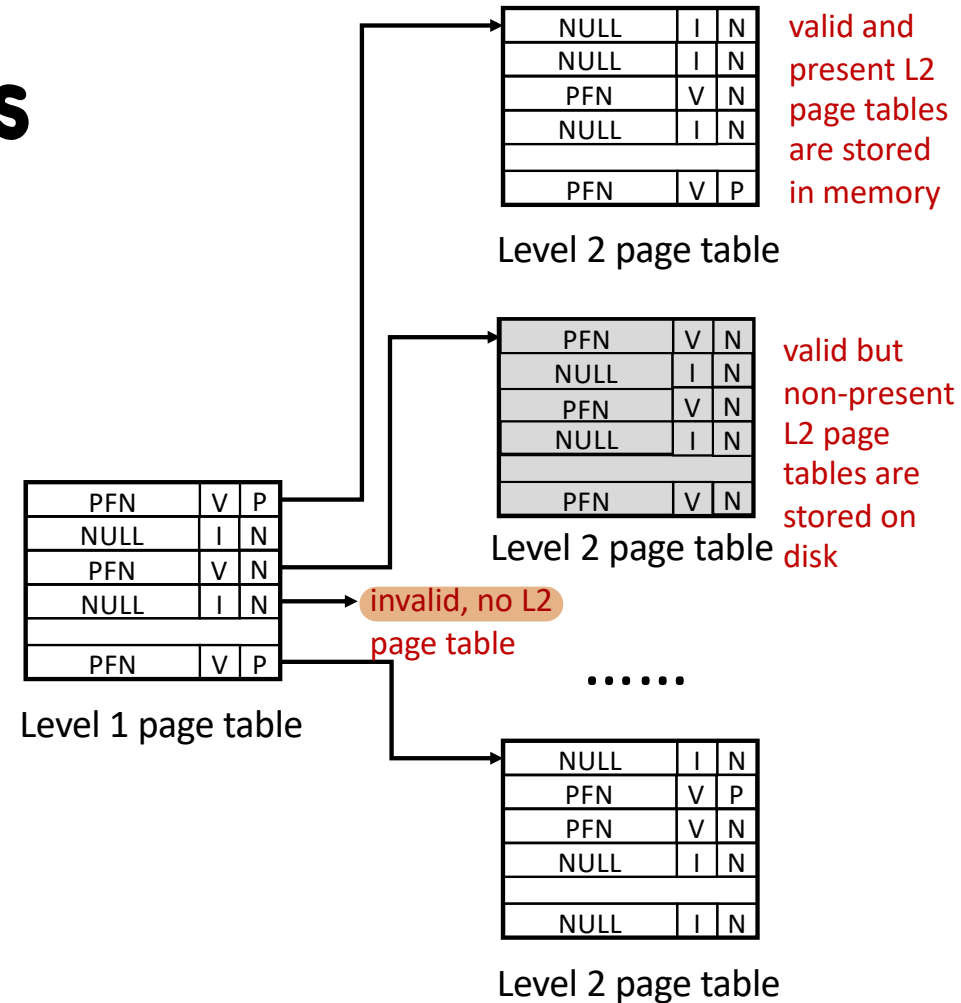 s
NULL I N
NULL I N
PFN V N
NULL I N
PFN V P
Level 2 page table
valid and
present L2
page tables
are stored
in memory
PFN V N
NULL I N
PFN V N
NULL I N
PFN V N
Level 2 page table
valid but
non-present
L2 page
tables are
stored on
disk
PFN V P
NULL I N
PFN V N
NULL I N
PFN V P
Level 1 page table
invalid, no L2
page table
......
NULL I N
PFN V P
PFN V N
NULL I N
NULL I N
Level 2 page table